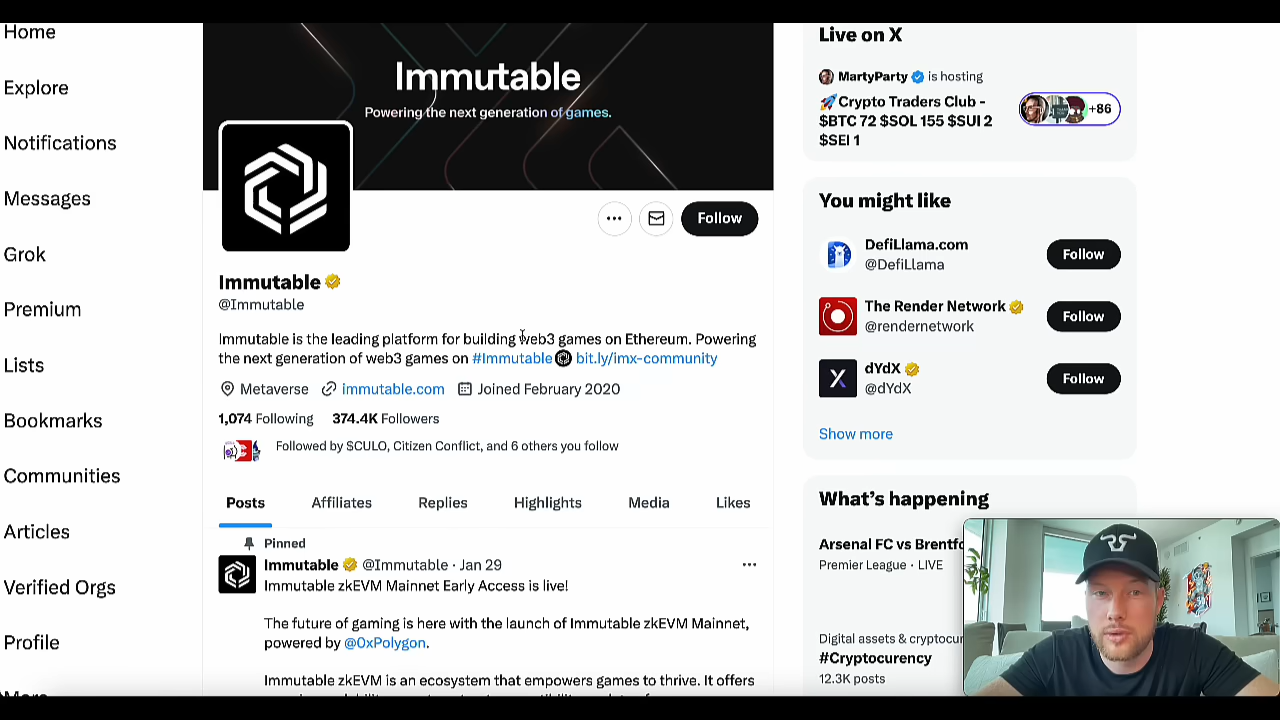 Home
Explore
Notifications
Messages
Grok
Premium
Lists
Bookmarks
Communities
Articles
Verified Orgs
Profile
More
Immutable
Powering the next generation of games.
Follow
Immutable
@Immutable
Immutable is the leading platform for building web3 games on Ethereum. Powering
the next generation of web3 games on #Immutable bit.ly/imx-community
Metaverse immutable.com Joined February 2020
1,074 Following 374.4K Followers
Followed by $CULO, Citizen Conflict, and 6 others you follow
Posts Affiliates Replies Highlights Media Likes
Pinned
Immutable @Immutable · Jan 29
Immutable zkEVM Mainnet Early Access is live!
The future of gaming is here with the launch of Immutable zkEVM Mainnet,
powered by @0xPolygon.
Immutable zkEVM is an ecosystem that empowers games to thrive. It offers
Live on X
MartyParty is hosting
🚀Crypto Traders Club -
$BTC 72 $SOL 155 $SUI 2
$SEI 1
+86
You might like
DefiLlama.com
@DefiLlama
Follow
The Render Network
@rendernetwork
Follow
dYdX
@dYdX
Follow
Show more
What's happening
Arsenal FC vs Brentfo
Premier League · LIVE
Digital assets & cryptocur
#Cryptocurency
12.3K posts